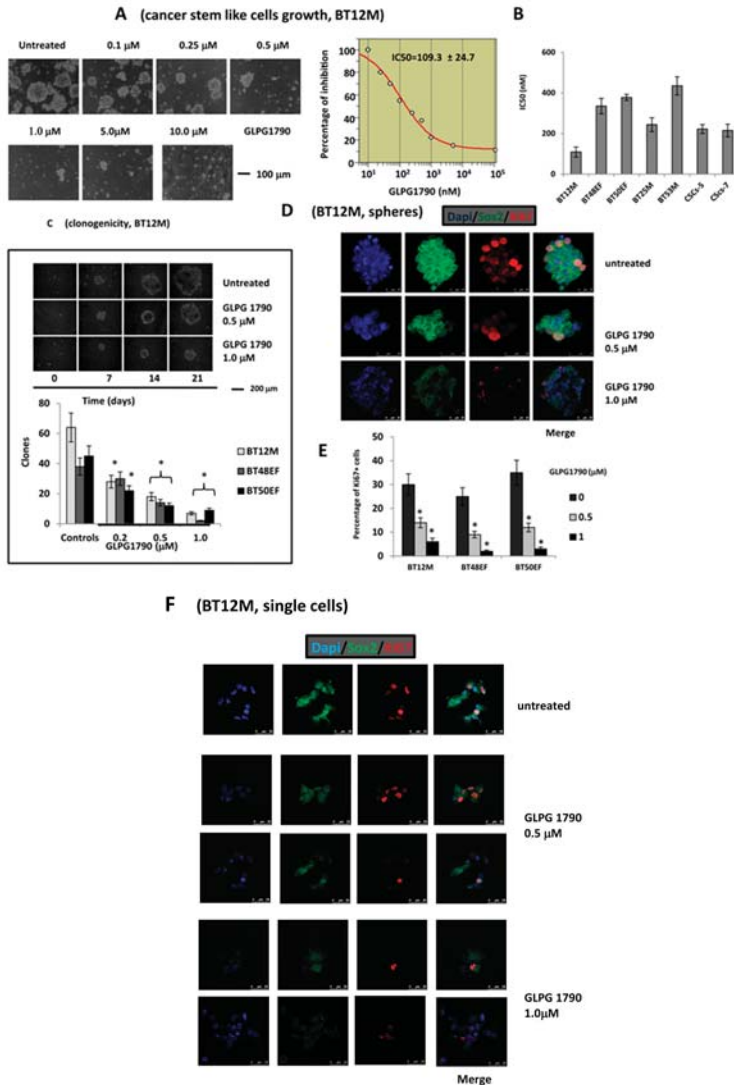 A (cancer stem like cells growth, BT12M)
Untreated 0.1 µM 0.25 µM 0.5 µM
1.0 µM 5.0µM 10.0 µM GLPG1790
100 µm
Percentage of inhibition
100
80
60
40
20
0
IC50=109.3 ± 24.7
10¹ 10² 10³ 10⁴ 10⁵
GLPG1790 (nM)
B
IC50 (nM)
600
400
200
0
BT12M BT48EF BT50EF BT25M BT53M CSCs-5 CSCs-7
C (clonogenicity, BT12M)
Untreated
GLPG 1790
0.5 µM
GLPG 1790
1.0 µM
0 7 14 21
200 µm
Time (days)
Clones
80
60
40
20
0
* * * *
BT12M
BT48EF
BT50EF
Controls 0.2 0.5 1.0
GLPG1790 (µM)
D (BT12M, spheres)
Dapi/Sox2/Ki67
untreated
GLPG 1790
0.5 µM
GLPG 1790
1.0 µM
Merge
E
Percentage of Ki67+ cells
40
30
20
10
0
* * * * * *
GLPG1790 (µM)
0
0.5
1
BT12M BT48EF BT50EF
F (BT12M, single cells)
Dapi/Sox2/Ki67
untreated
GLPG 1790
0.5 µM
GLPG 1790
1.0µM
Merge